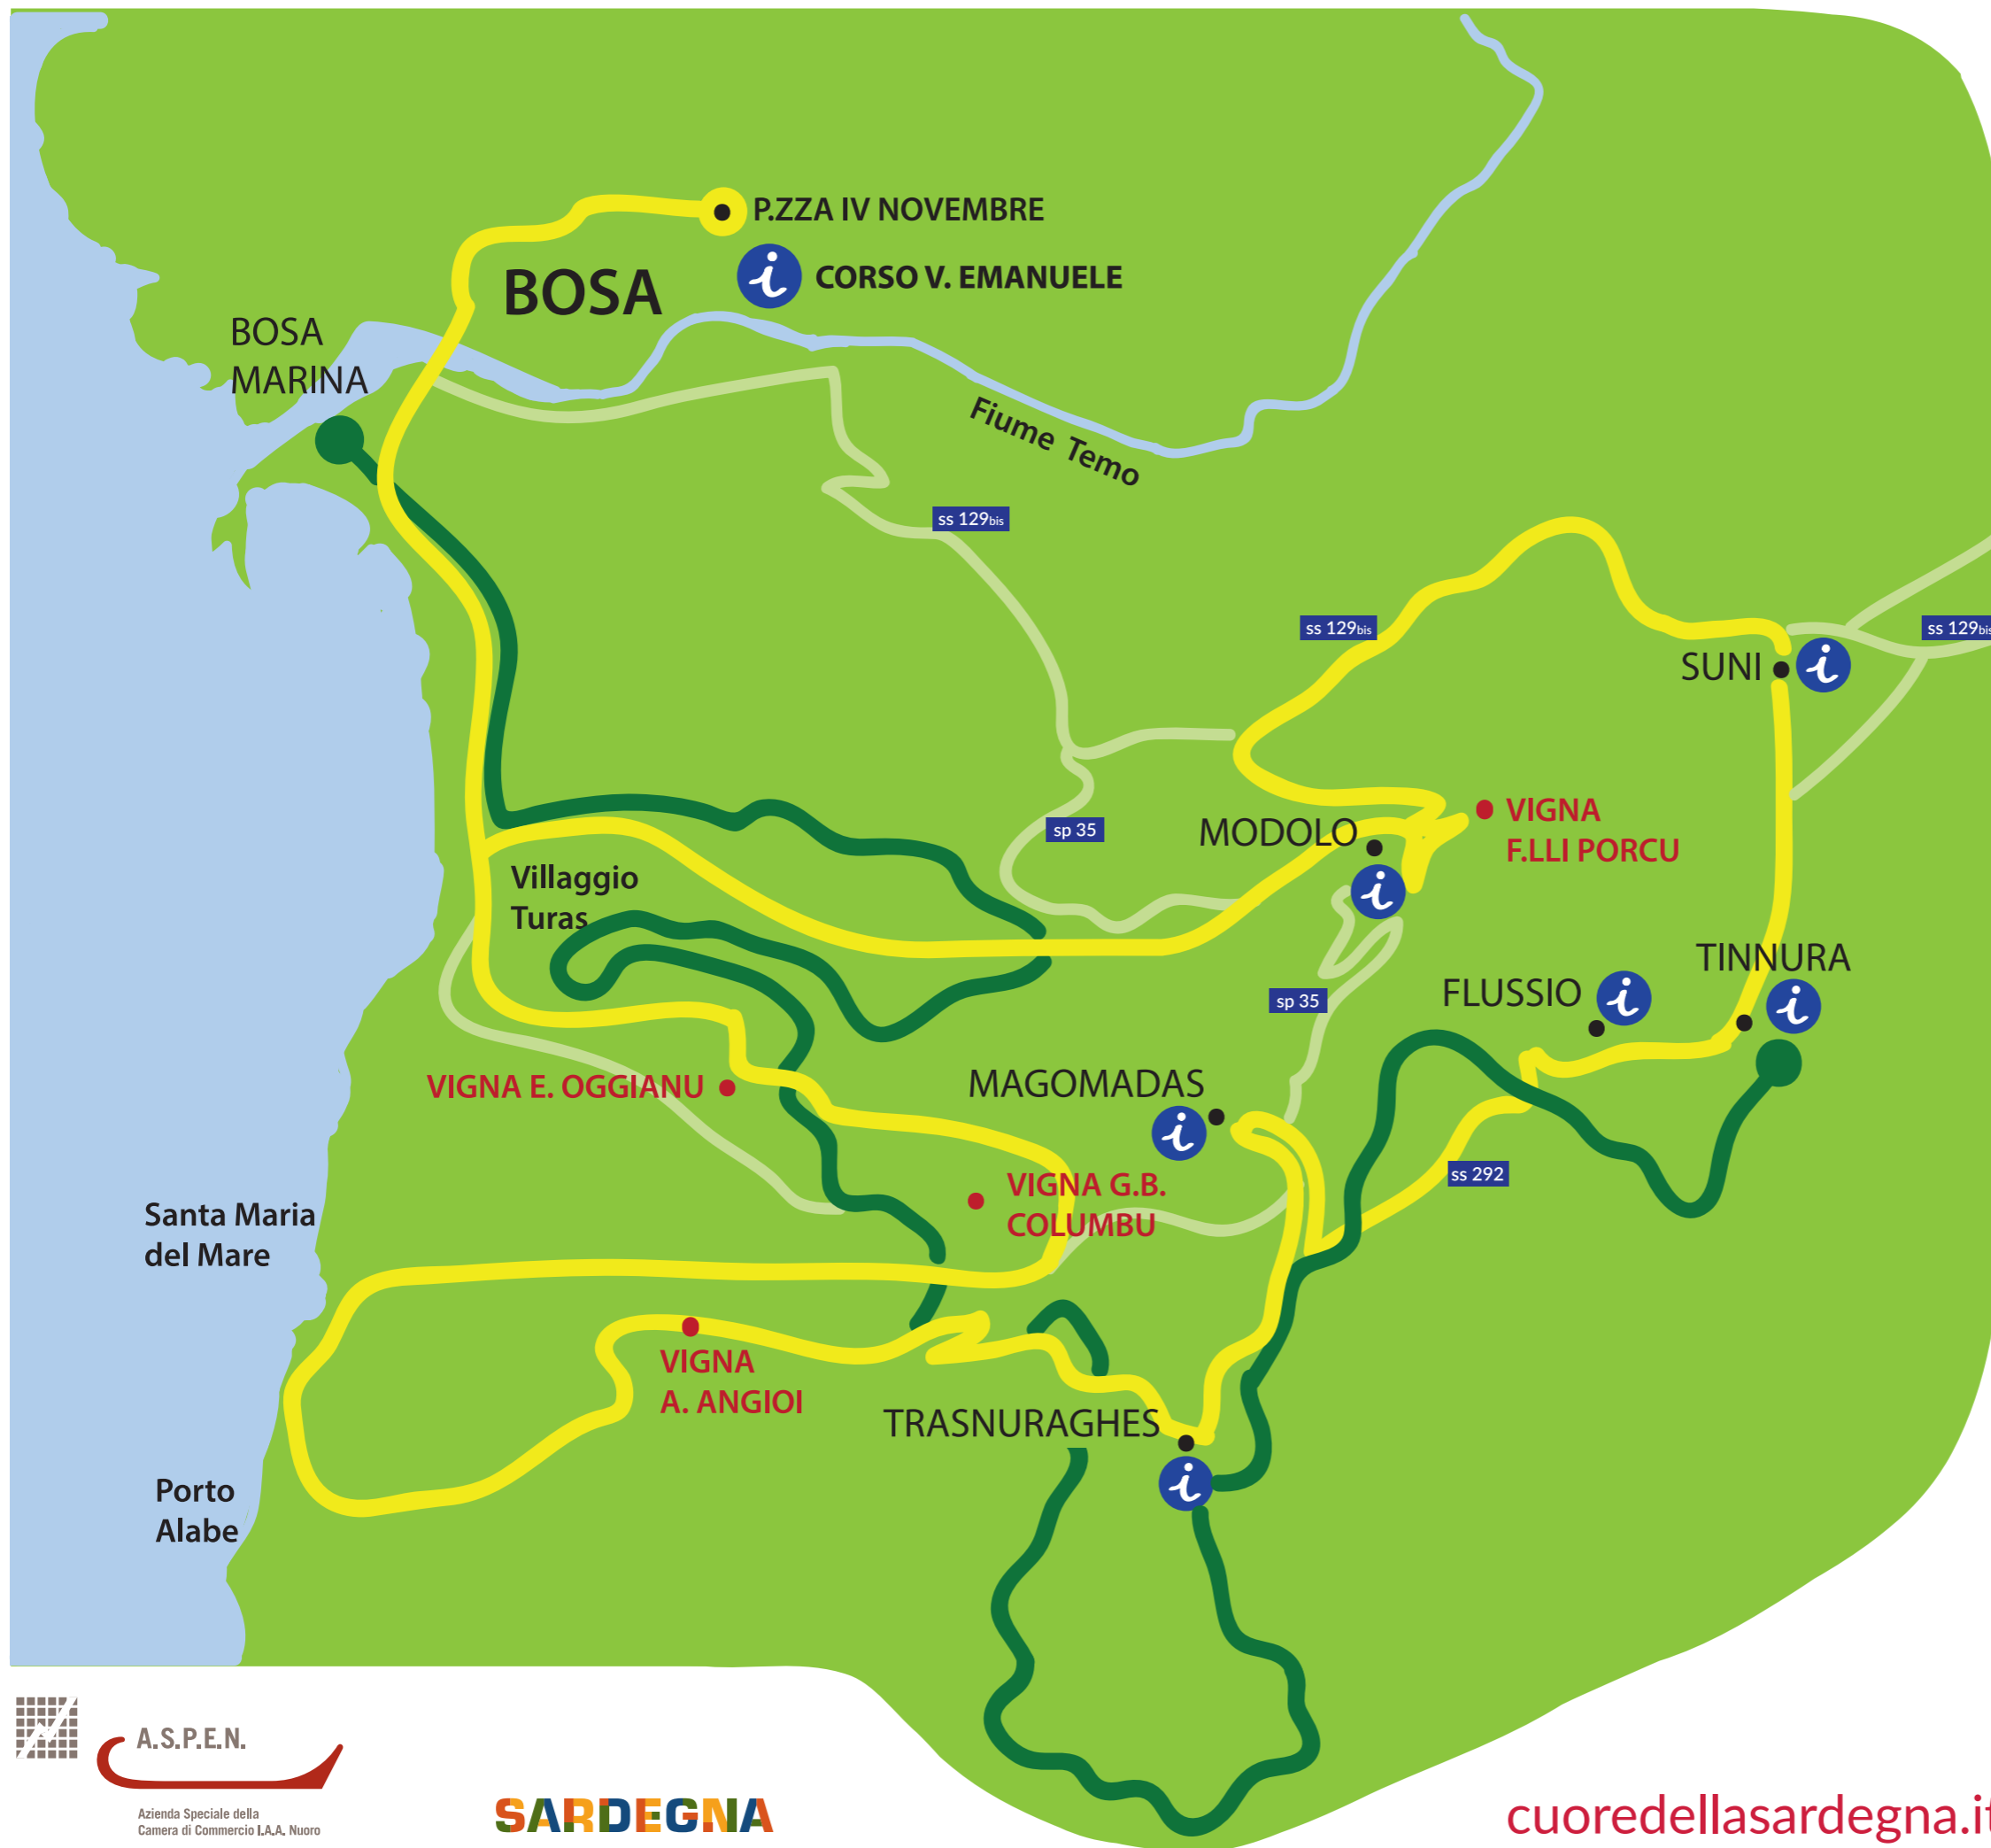 P.ZZA IV NOVEMBRE
BOSA
CORSO V. EMANUELE
BOSA
MARINA
Fiume Temo
ss 129bis
ss 129bis
ss 129bis
SUNI
VIGNA
F.LLI PORCU
sp 35
MODOLO
Villaggio
Turas
TINNURA
FLUSSIO
sp 35
VIGNA E. OGGIANU
MAGOMADAS
ss 292
VIGNA G.B.
COLUMBU
Santa Maria
del Mare
VIGNA
A. ANGIOI
TRASNURAGHES
Porto
Alabe
A.S.P.E.N.
Azienda Speciale della
Camera di Commercio I.A.A. Nuoro
SARDEGNA
cuoredellasardegna.it